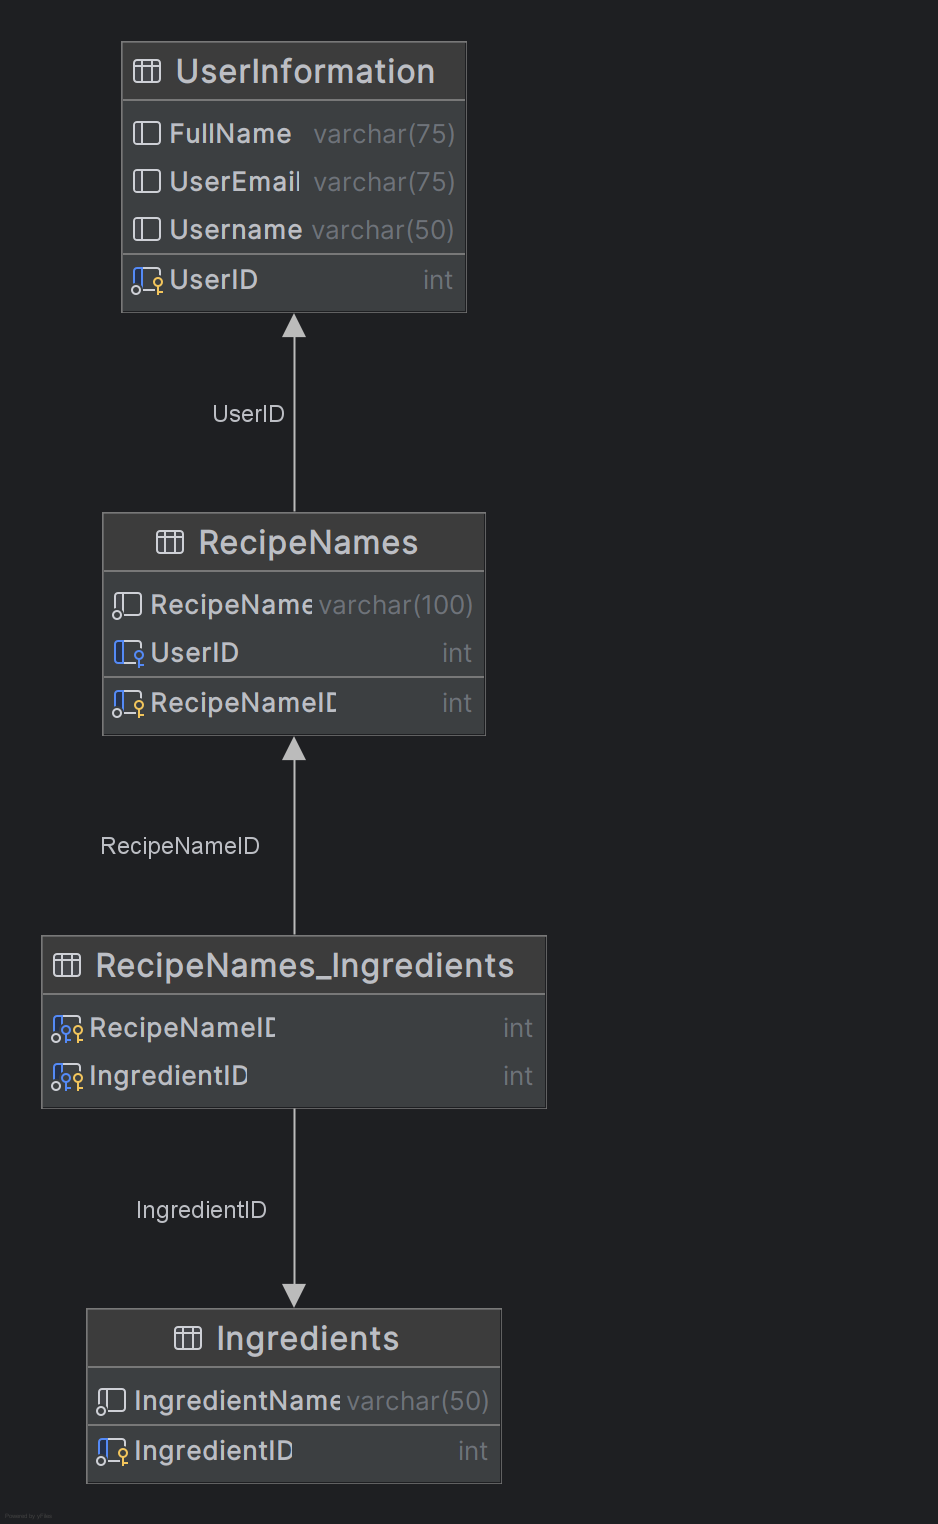 UserInformation
FullName varchar(75)
UserEmail varchar(75)
Username varchar(50)
UserID int
UserID
RecipeNames
RecipeName varchar(100)
UserID int
RecipeNameID int
RecipeNameID
RecipeNames_Ingredients
RecipeNameID int
IngredientID int
IngredientID
Ingredients
IngredientName varchar(50)
IngredientID int
Powered by yFiles